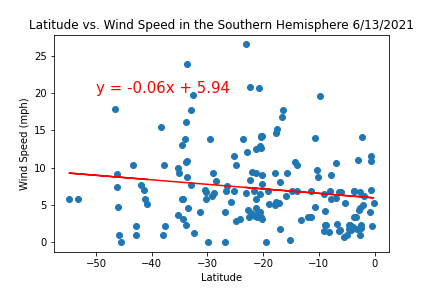 Latitude vs. Wind Speed in the Southern Hemisphere 6/13/2021
y = -0.06x + 5.94
Wind Speed (mph)
25
20
15
10
5
0
−50 −40 −30 −20 −10 0
Latitude